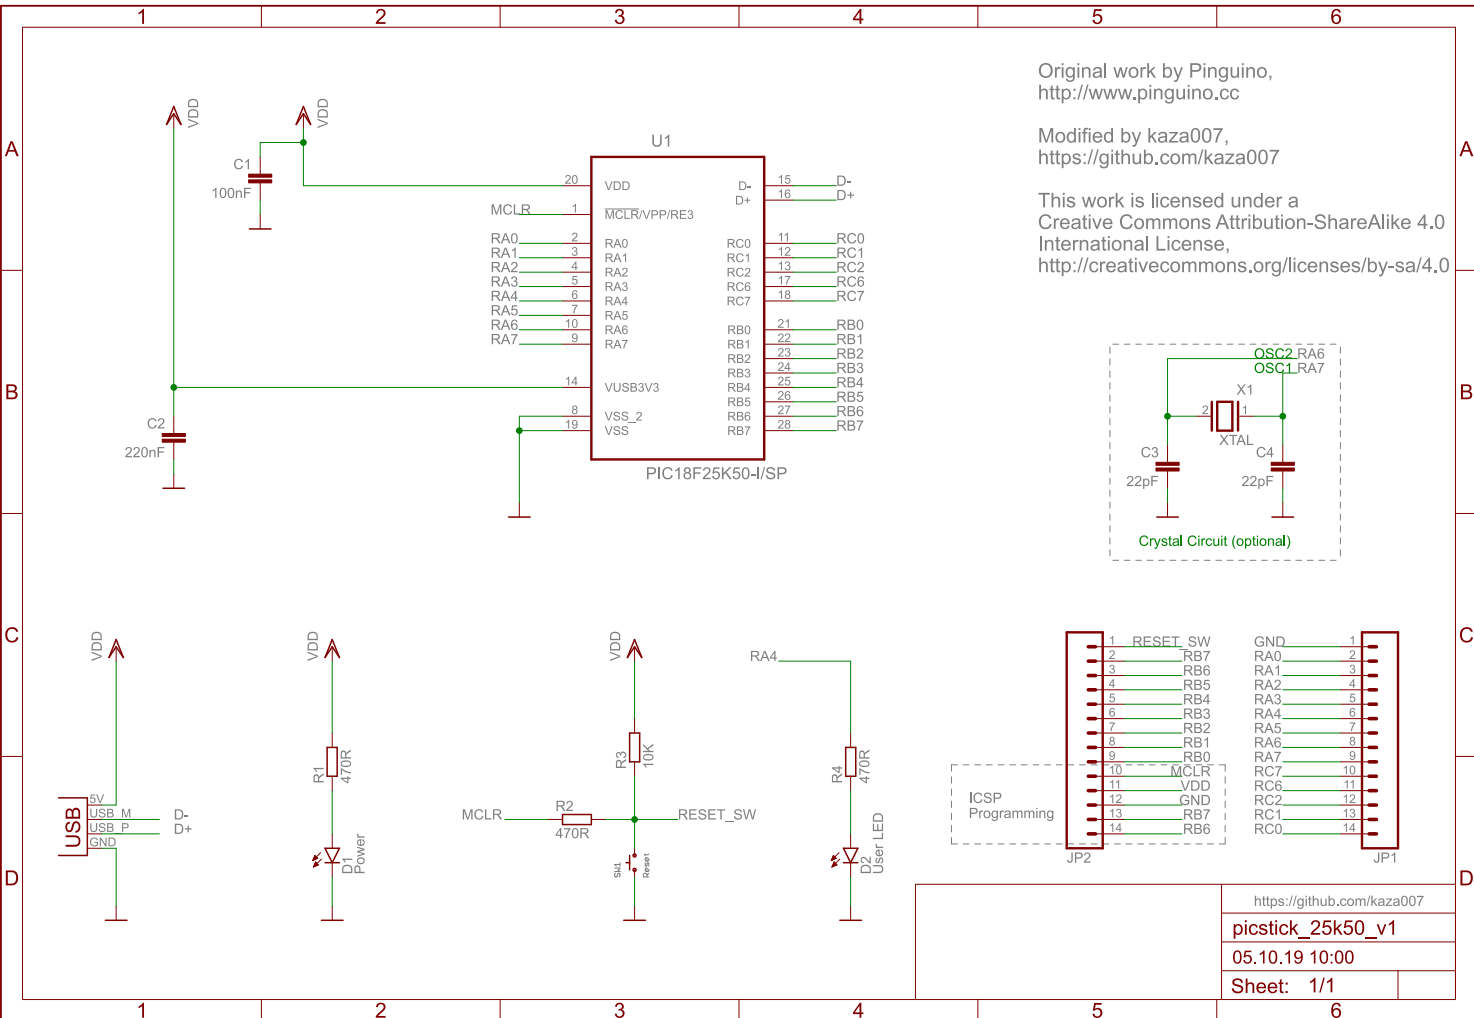 1 2 3 4 5 6
A
B
C
D
A
B
C
D
1 2 3 4 5 6
Original work by Pinguino,
http://www.pinguino.cc
Modified by kaza007,
https://github.com/kaza007
This work is licensed under a
Creative Commons Attribution-ShareAlike 4.0
International License,
http://creativecommons.org/licenses/by-sa/4.0
VDD
VDD
C1
100nF
C2
220nF
U1
20 VDD
MCLR 1 MCLR/VPP/RE3
RA0 2 RA0
RA1 3 RA1
RA2 4 RA2
RA3 5 RA3
RA4 6 RA4
RA5 7 RA5
RA6 10 RA6
RA7 9 RA7
14 VUSB3V3
8 VSS_2
19 VSS
D- 15 D-
D+ 16 D+
RC0 11 RC0
RC1 12 RC1
RC2 13 RC2
RC6 17 RC6
RC7 18 RC7
RB0 21 RB0
RB1 22 RB1
RB2 23 RB2
RB3 24 RB3
RB4 25 RB4
RB5 26 RB5
RB6 27 RB6
RB7 28 RB7
PIC18F25K50-I/SP
OSC2 RA6
OSC1 RA7
X1
2 1
XTAL
C3
22pF
C4
22pF
Crystal Circuit (optional)
VDD
USB
5V
USB_M D-
USB_P D+
GND
VDD
R1
470R
D1
Power
VDD
R3
10K
MCLR
R2
470R
RESET_SW
SW1
Reset
RA4
R4
470R
D2
User LED
1 RESET_SW
2 RB7
3 RB6
4 RB5
5 RB4
6 RB3
7 RB2
8 RB1
9 RB0
10 MCLR
11 VDD
12 GND
13 RB7
14 RB6
JP2
ICSP
Programming
GND 1
RA0 2
RA1 3
RA2 4
RA3 5
RA4 6
RA5 7
RA6 8
RA7 9
RC7 10
RC6 11
RC2 12
RC1 13
RC0 14
JP1
https://github.com/kaza007
picstick_25k50_v1
05.10.19 10:00
Sheet: 1/1